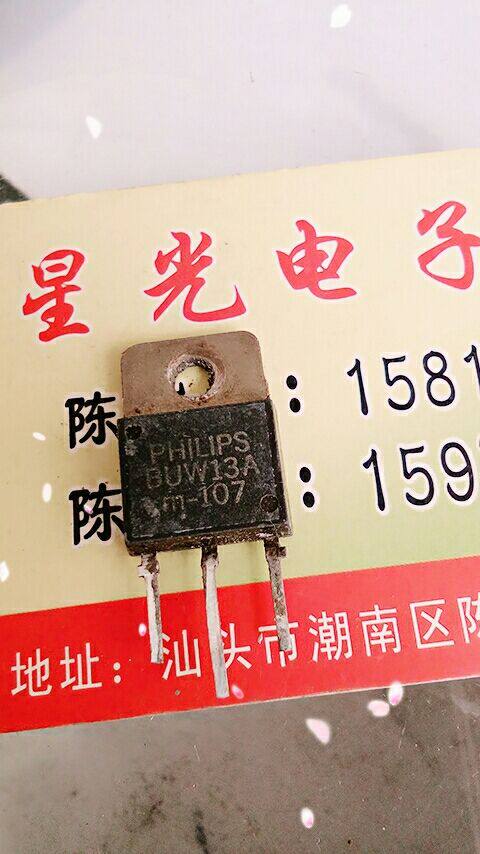 星光电子
陈 : 1581
陈 : 159
PHILIPS
BUW13A
m-107
地址: 汕头市潮南区陈